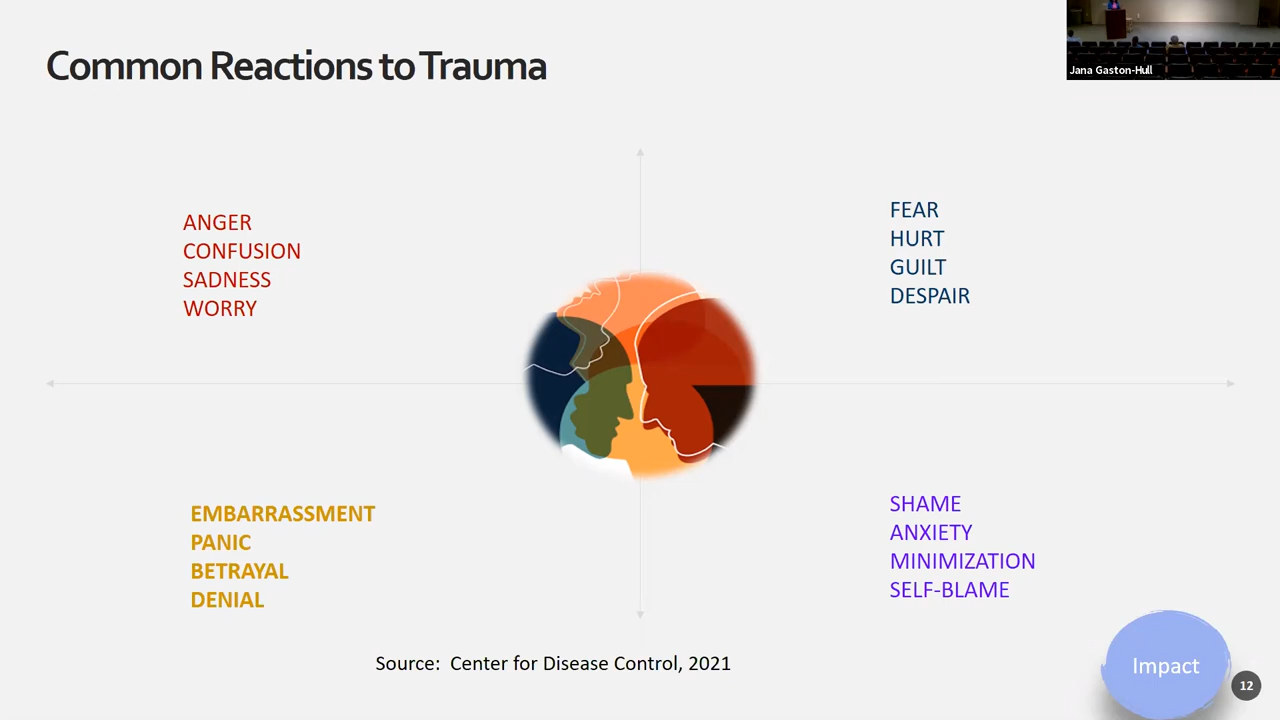 Common Reactions to Trauma
Jana Gaston-Hull
ANGER
CONFUSION
SADNESS
WORRY
FEAR
HURT
GUILT
DESPAIR
EMBARRASSMENT
PANIC
BETRAYAL
DENIAL
SHAME
ANXIETY
MINIMIZATION
SELF-BLAME
Source:  Center for Disease Control, 2021
Impact
12